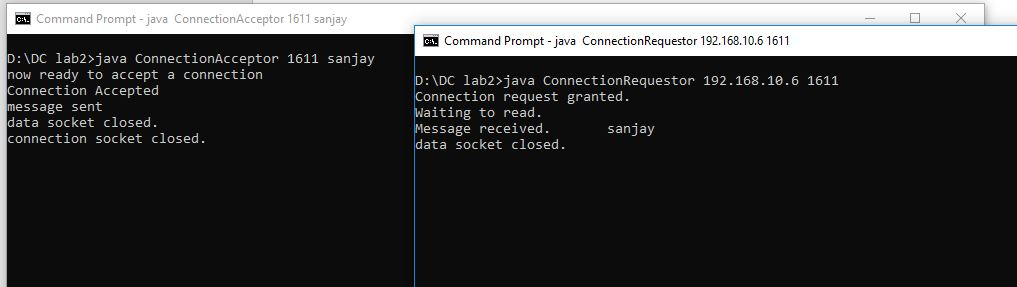 Command Prompt - java  ConnectionAcceptor 1611 sanjay
D:\DC lab2>java ConnectionAcceptor 1611 sanjay
now ready to accept a connection
Connection Accepted
message sent
data socket closed.
connection socket closed.
Command Prompt - java  ConnectionRequestor 192.168.10.6 1611
D:\DC lab2>java ConnectionRequestor 192.168.10.6 1611
Connection request granted.
Waiting to read.
Message received.       sanjay
data socket closed.